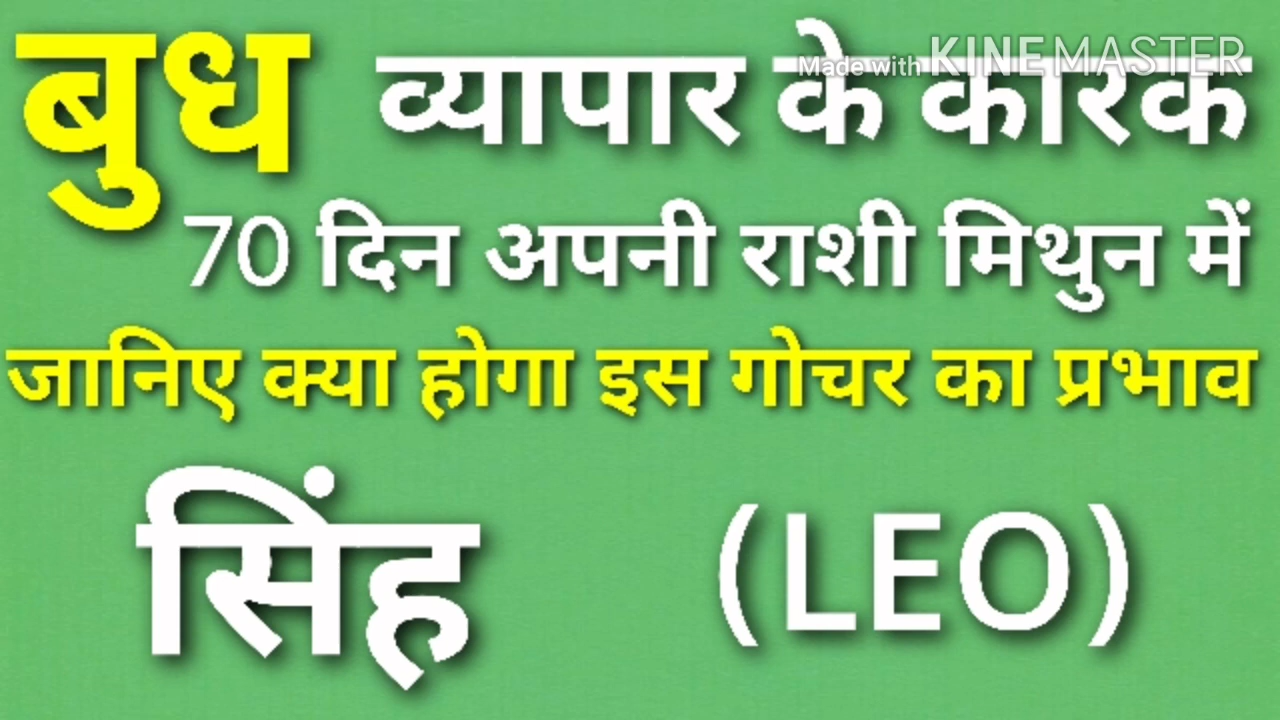 बुध व्यापार के कारक
Made with KINEMASTER
70 दिन अपनी राशी मिथुन में
जानिए क्या होगा इस गोचर का प्रभाव
सिंह (LEO)